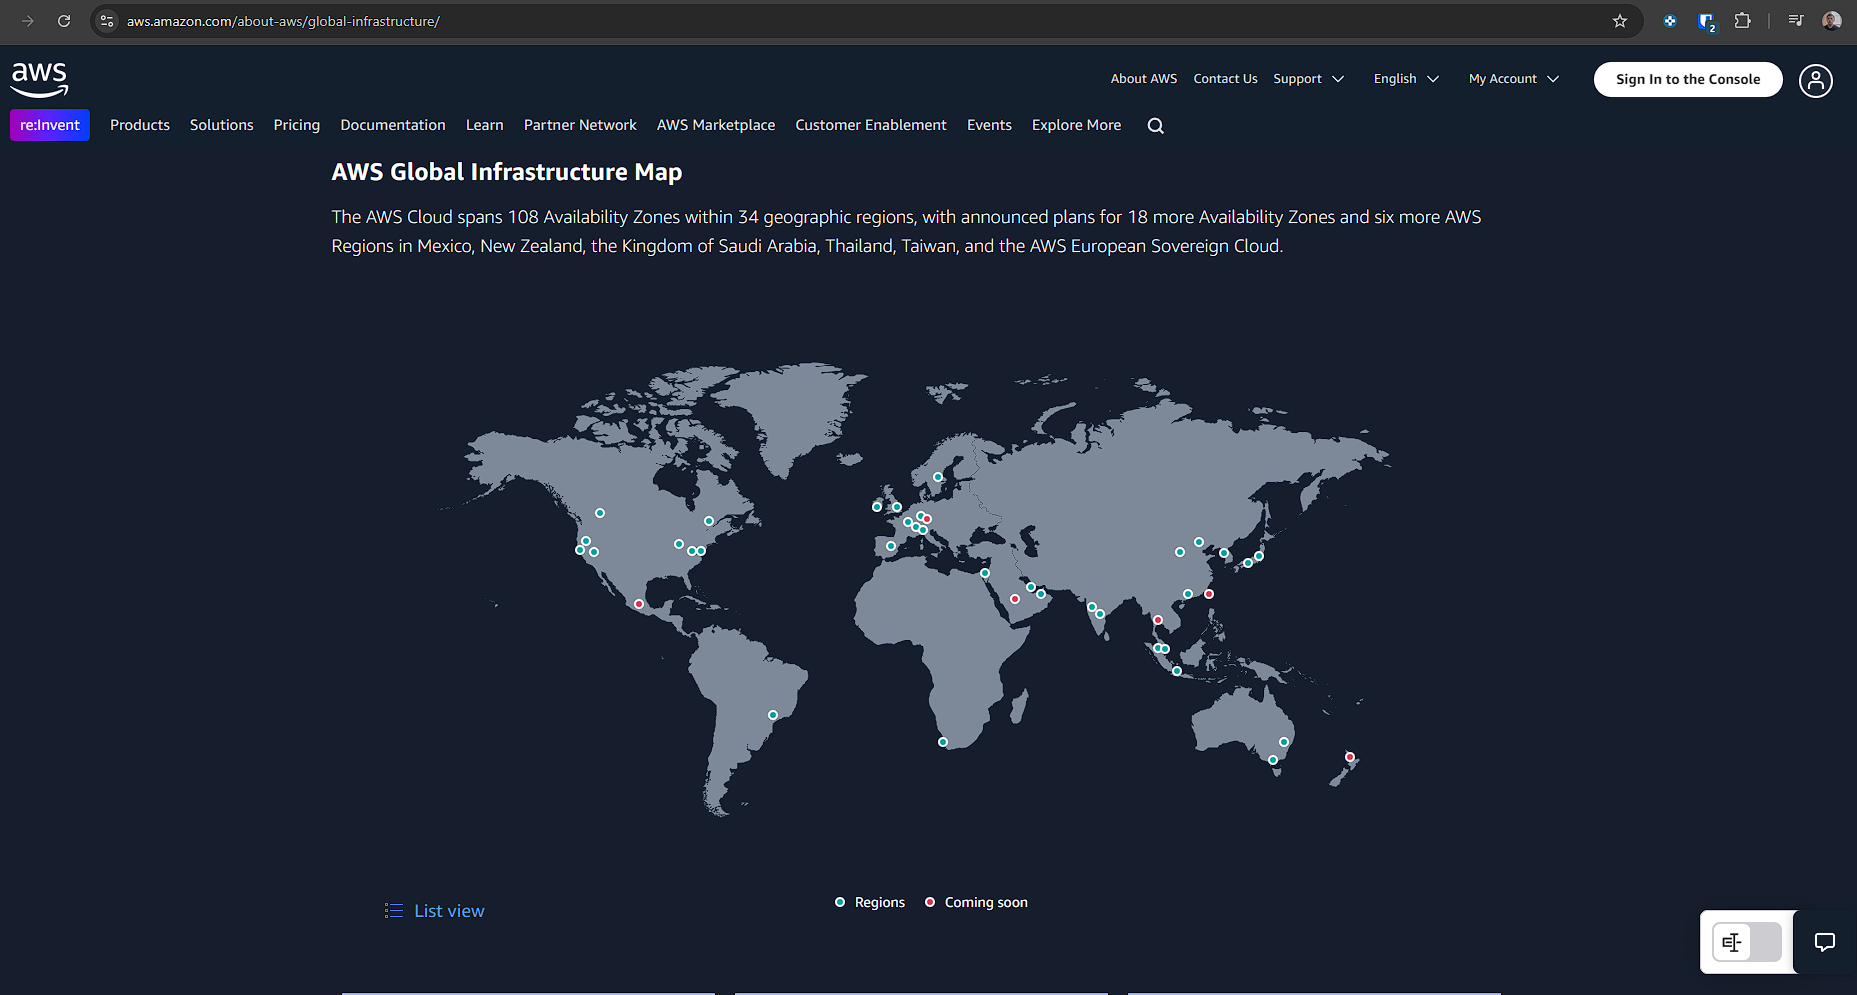 aws.amazon.com/about-aws/global-infrastructure/
2
aws
About AWS Contact Us Support English My Account Sign In to the Console
re:Invent Products Solutions Pricing Documentation Learn Partner Network AWS Marketplace Customer Enablement Events Explore More
AWS Global Infrastructure Map
The AWS Cloud spans 108 Availability Zones within 34 geographic regions, with announced plans for 18 more Availability Zones and six more AWS
Regions in Mexico, New Zealand, the Kingdom of Saudi Arabia, Thailand, Taiwan, and the AWS European Sovereign Cloud.
Regions Coming soon
List view